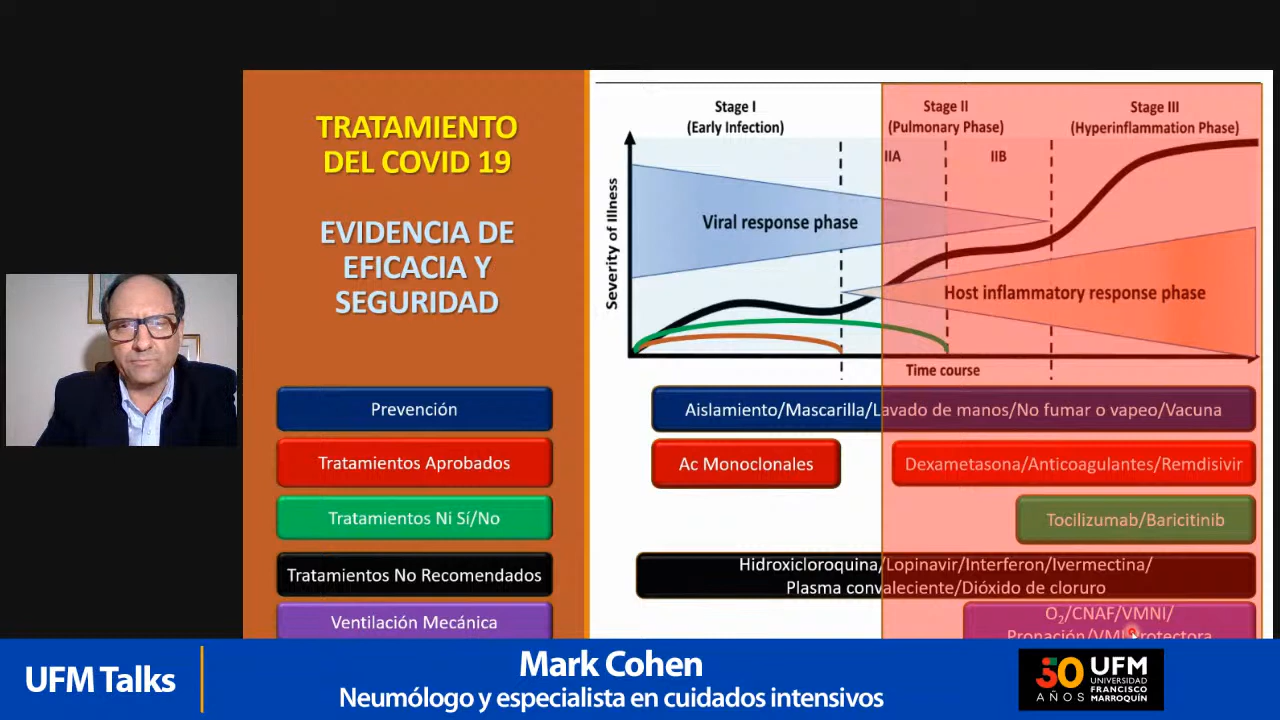 TRATAMIENTO
DEL COVID 19
EVIDENCIA DE
EFICACIA Y
SEGURIDAD
Prevención
Tratamientos Aprobados
Tratamientos Ni Sí/No
Tratamientos No Recomendados
Ventilación Mecánica
Stage I
(Early Infection)
Stage II
(Pulmonary Phase)
Stage III
(Hyperinflammation Phase)
IIA
IIB
Severity of Illness
Viral response phase
Host inflammatory response phase
Time course
Aislamiento/Mascarilla/Lavado de manos/No fumar o vapeo/Vacuna
Ac Monoclonales
Dexametasona/Anticoagulantes/Remdisivir
Tocilizumab/Baricitinib
Hidroxicloroquina/Lopinavir/Interferon/Ivermectina/
Plasma convaleciente/Dióxido de cloruro
O₂/CNAF/VMNI/
Pronación/VMI Protectora
UFM Talks
Mark Cohen
Neumólogo y especialista en cuidados intensivos
50
AÑOS
UFM
UNIVERSIDAD
FRANCISCO
MARROQUÍN